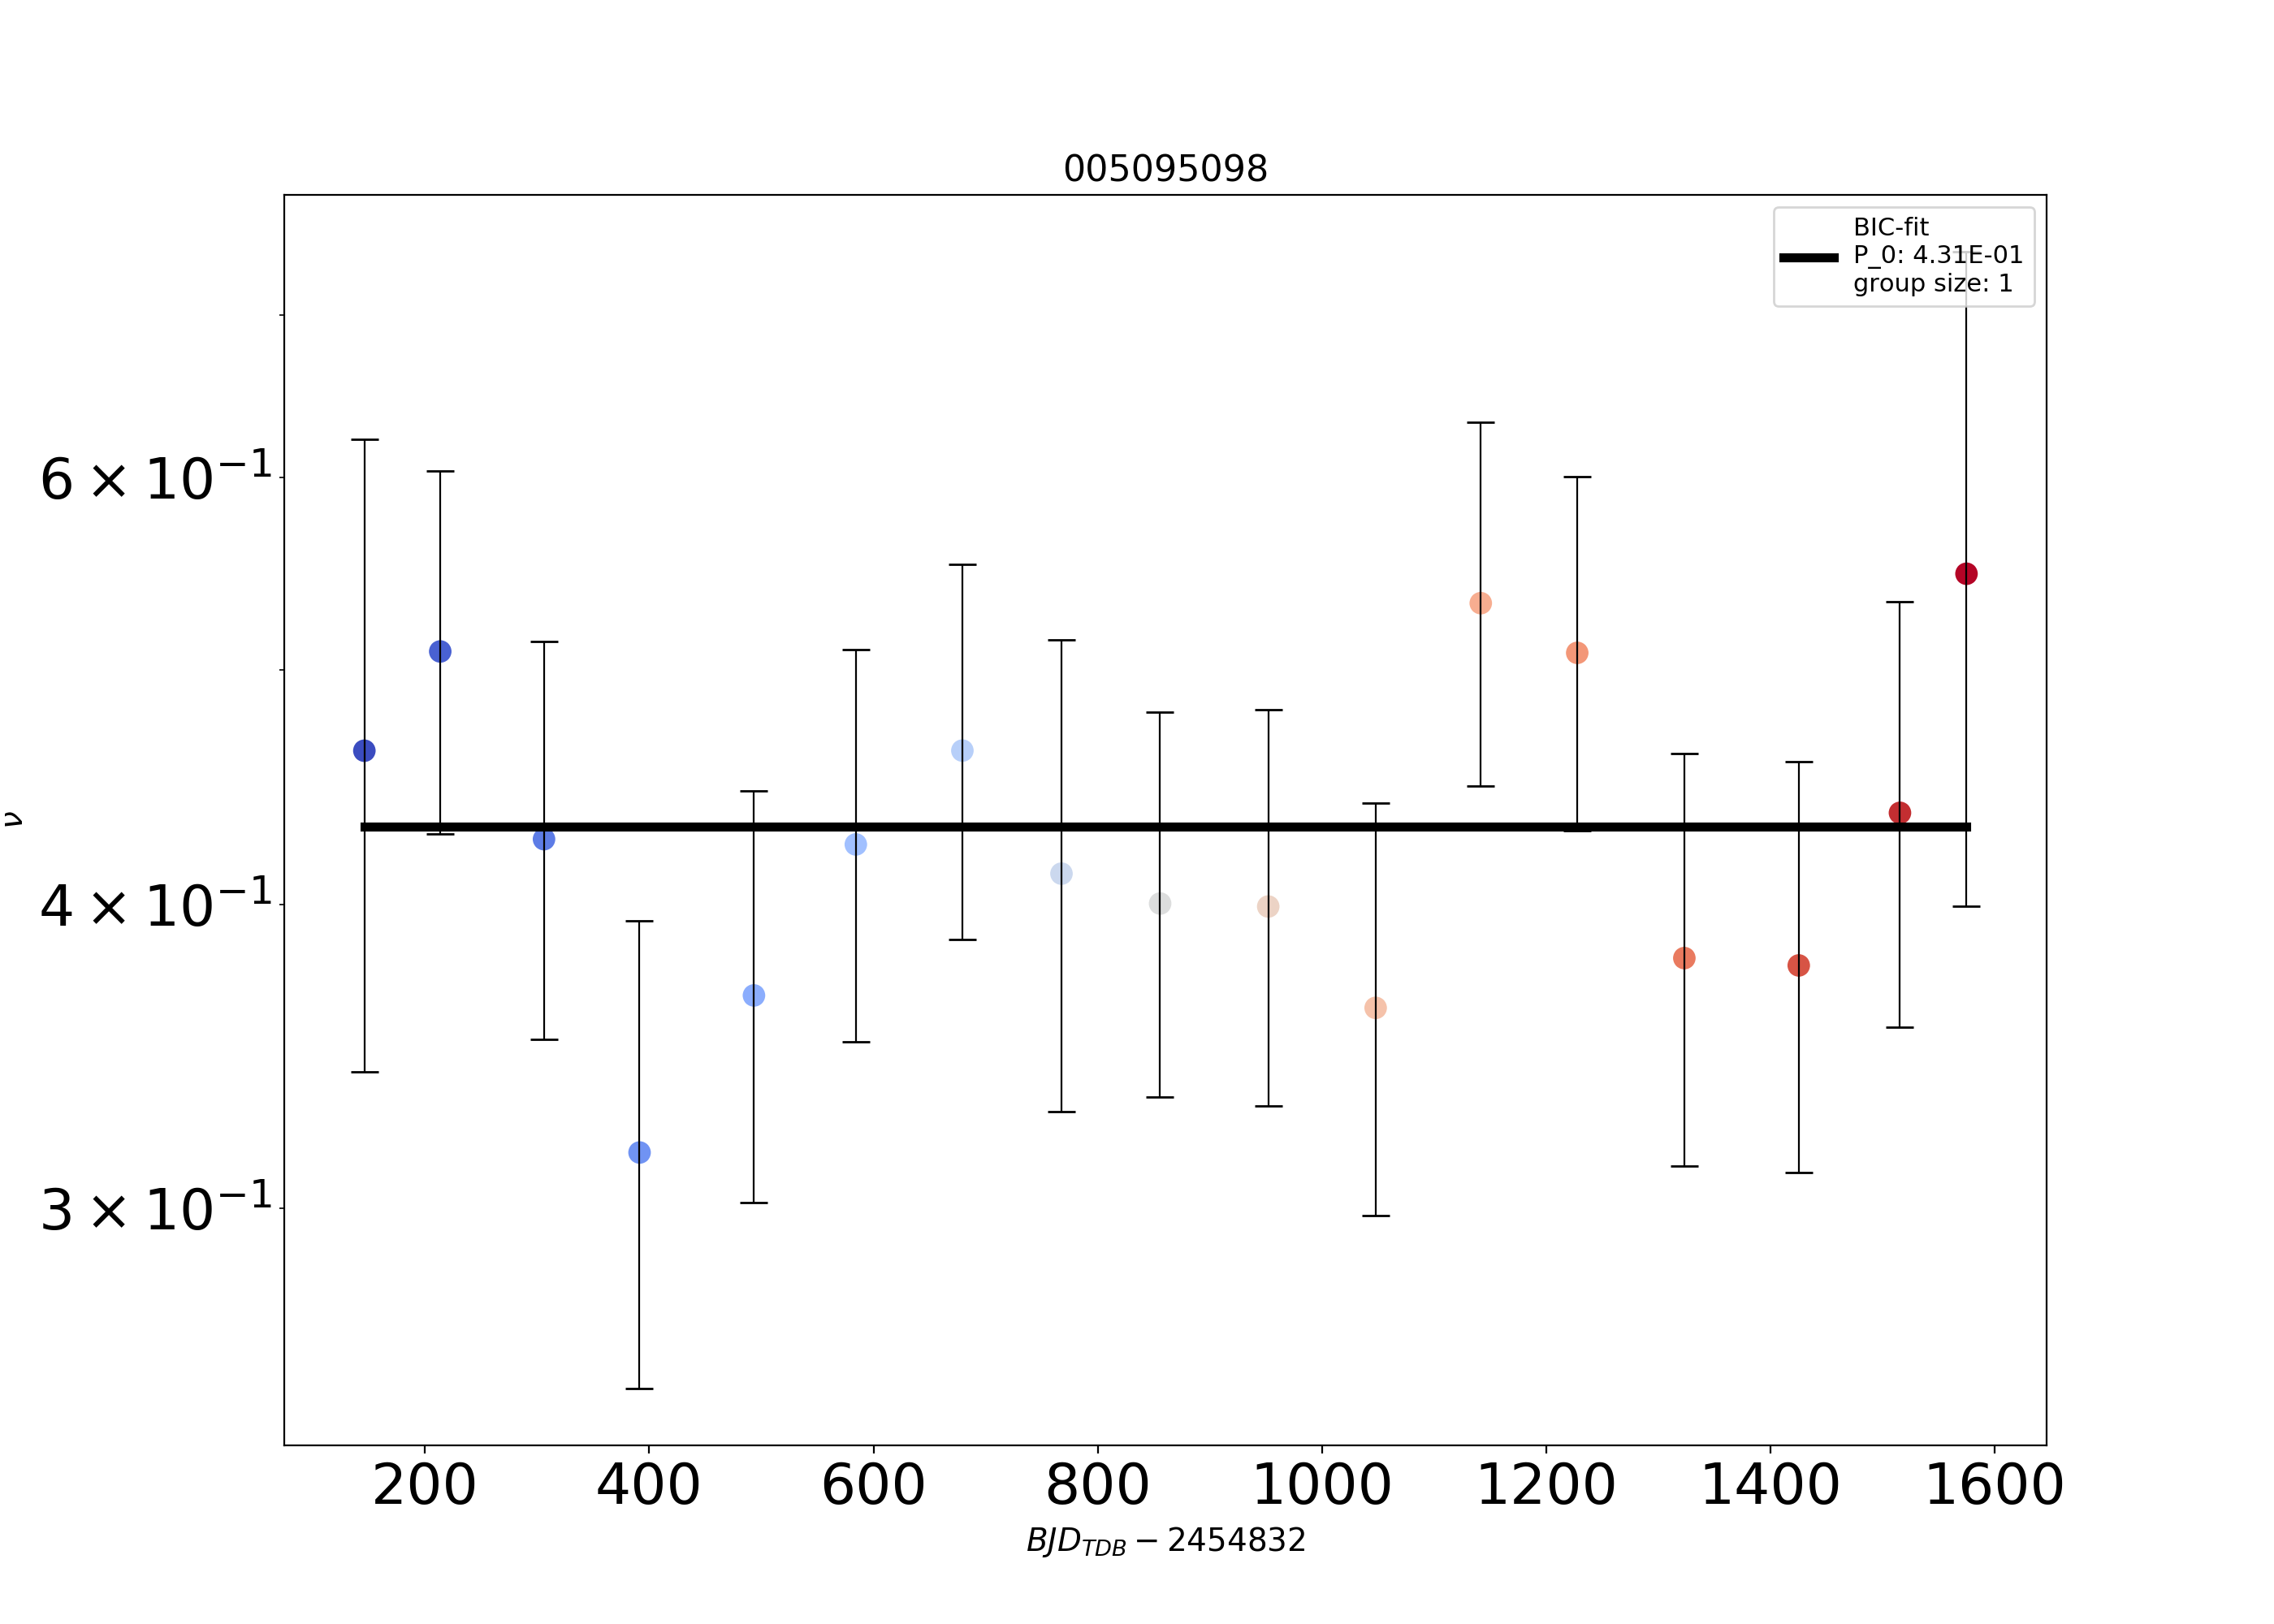 005095098
BIC-fit
P_0: 4.31E-01
group size: 1
6 × 10⁻¹
4 × 10⁻¹
3 × 10⁻¹
ν
200 400 600 800 1000 1200 1400 1600
BJD_TDB − 2454832